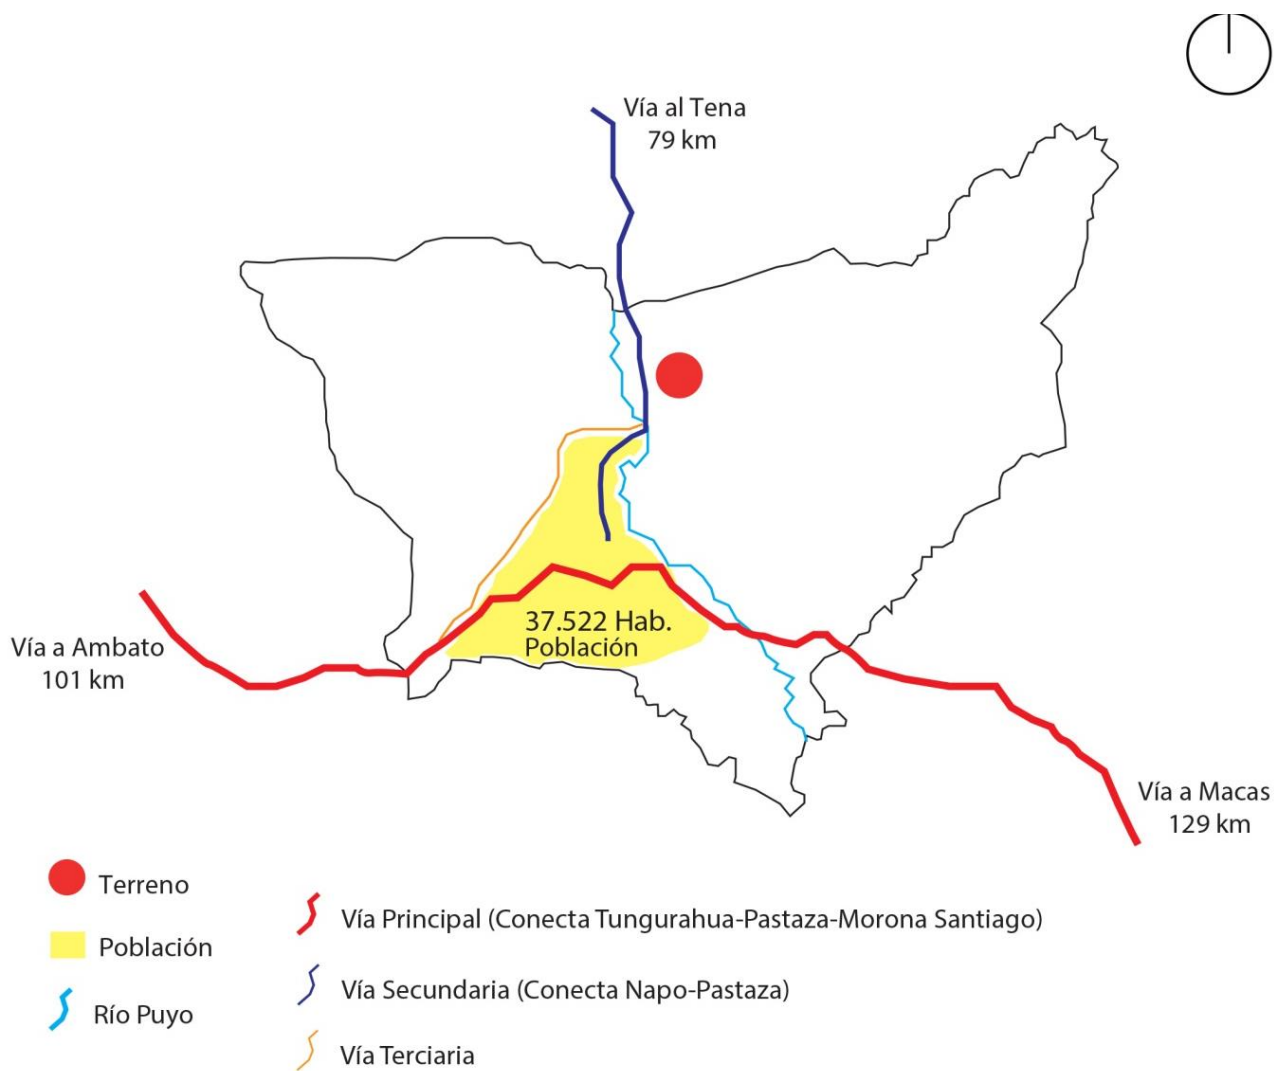 Vía al Tena
79 km
37.522 Hab.
Población
Vía a Ambato
101 km
Vía a Macas
129 km
Terreno
Población
Río Puyo
Vía Principal (Conecta Tungurahua-Pastaza-Morona Santiago)
Vía Secundaria (Conecta Napo-Pastaza)
Vía Terciaria